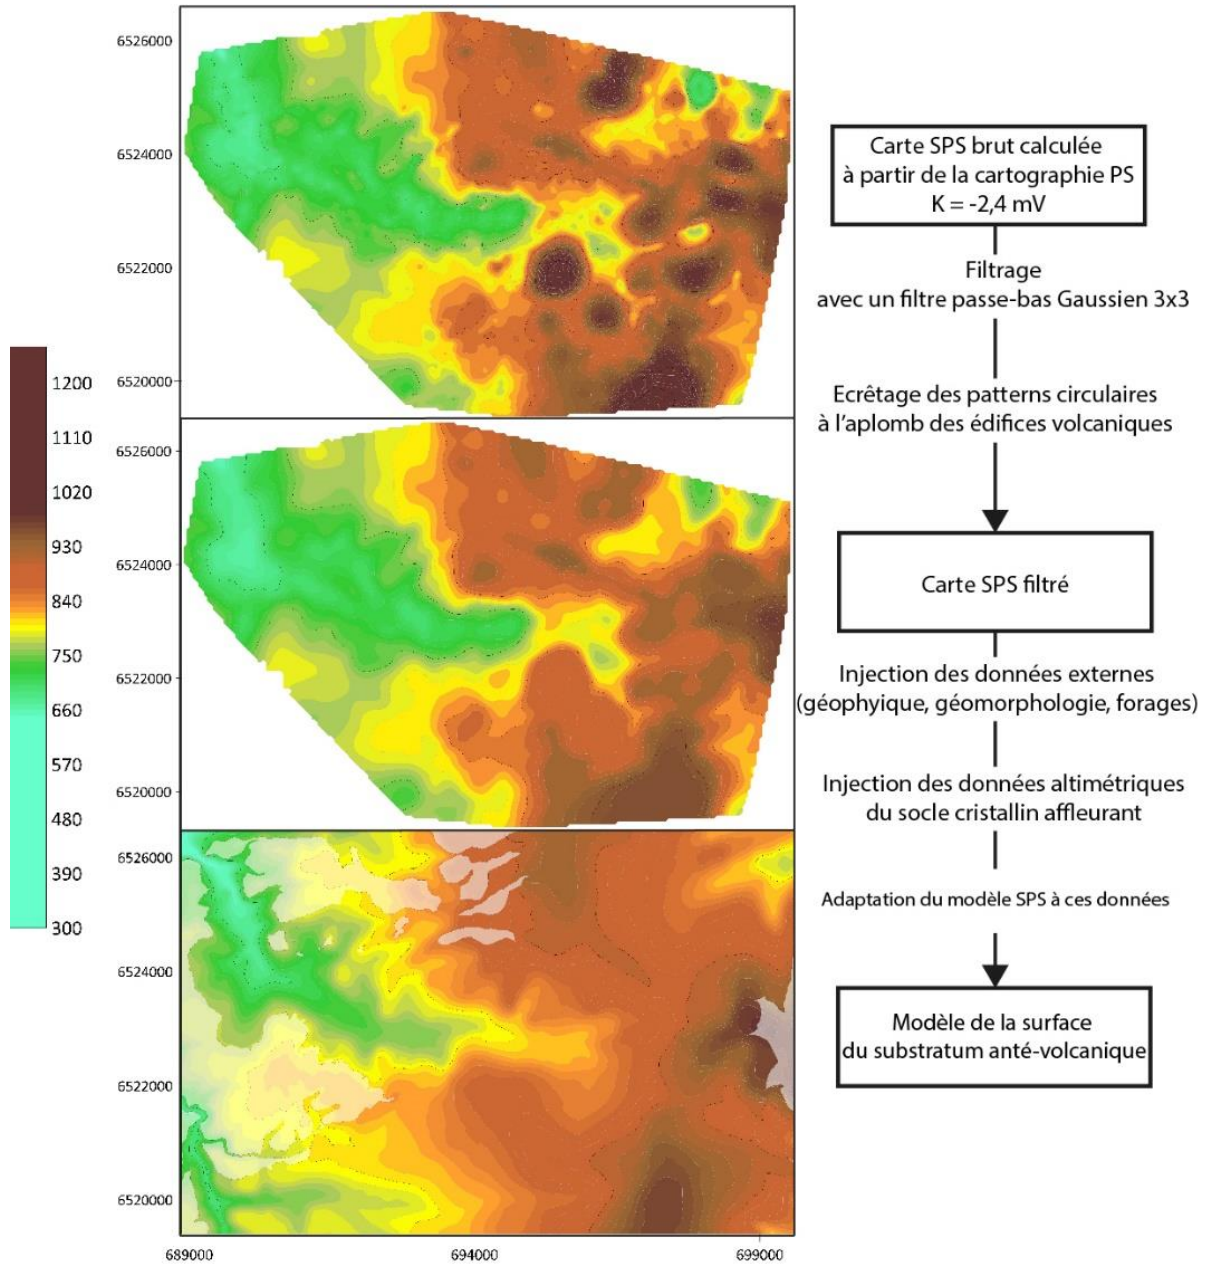 6526000
6524000
6522000
6520000
6526000
6524000
6522000
6520000
6526000
6524000
6522000
6520000
689000
694000
699000
1200
1110
1020
930
840
750
660
570
480
390
300
Carte SPS brut calculée
à partir de la cartographie PS
K = -2,4 mV
Filtrage
avec un filtre passe-bas Gaussien 3x3
Ecrêtage des patterns circulaires
à l'aplomb des édifices volcaniques
Carte SPS filtré
Injection des données externes
(géophyique, géomorphologie, forages)
Injection des données altimétriques
du socle cristallin affleurant
Adaptation du modèle SPS à ces données
Modèle de la surface
du substratum anté-volcanique